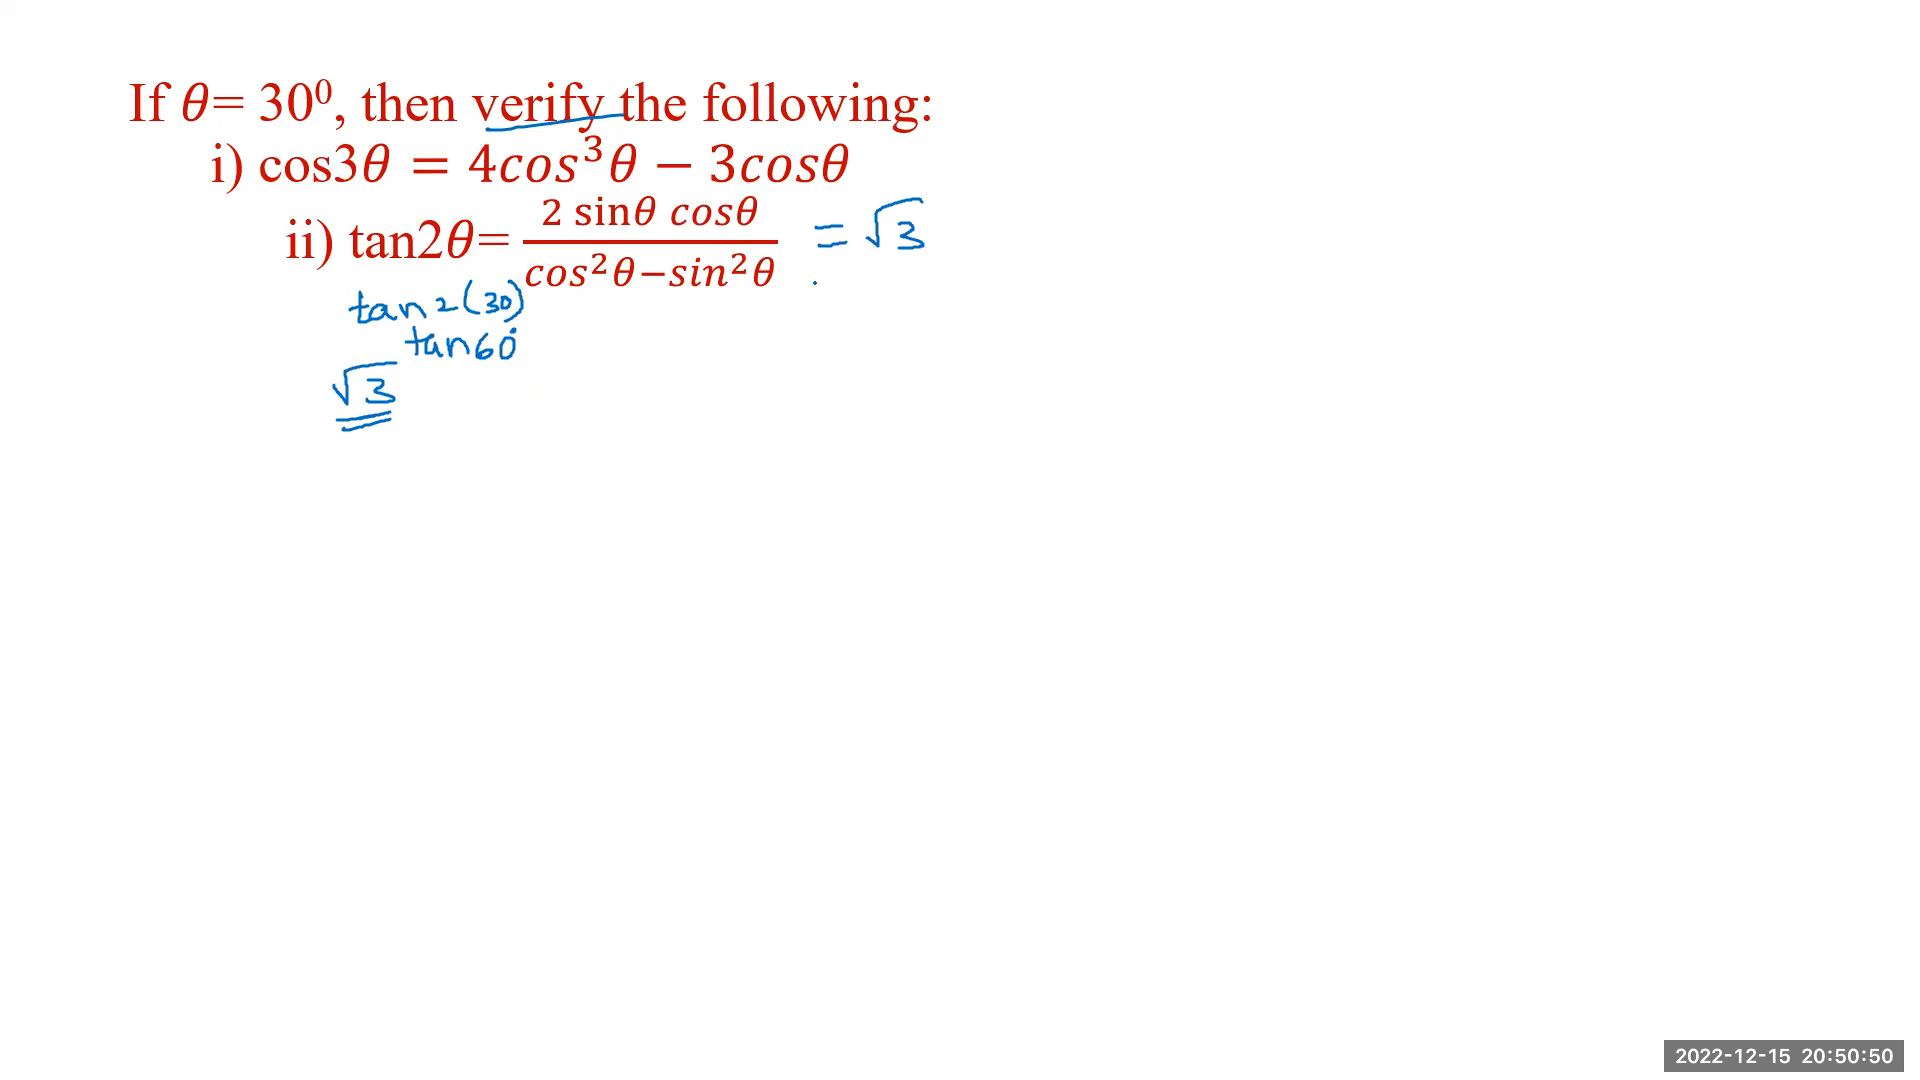 If θ= 30⁰, then verify the following:
i) cos3θ = 4cos³θ − 3cosθ
ii) tan2θ= 2 sinθ cosθ / cos²θ−sin²θ = √3
tan 2(30)
tan60°
√3
2022-12-15 20:50:50